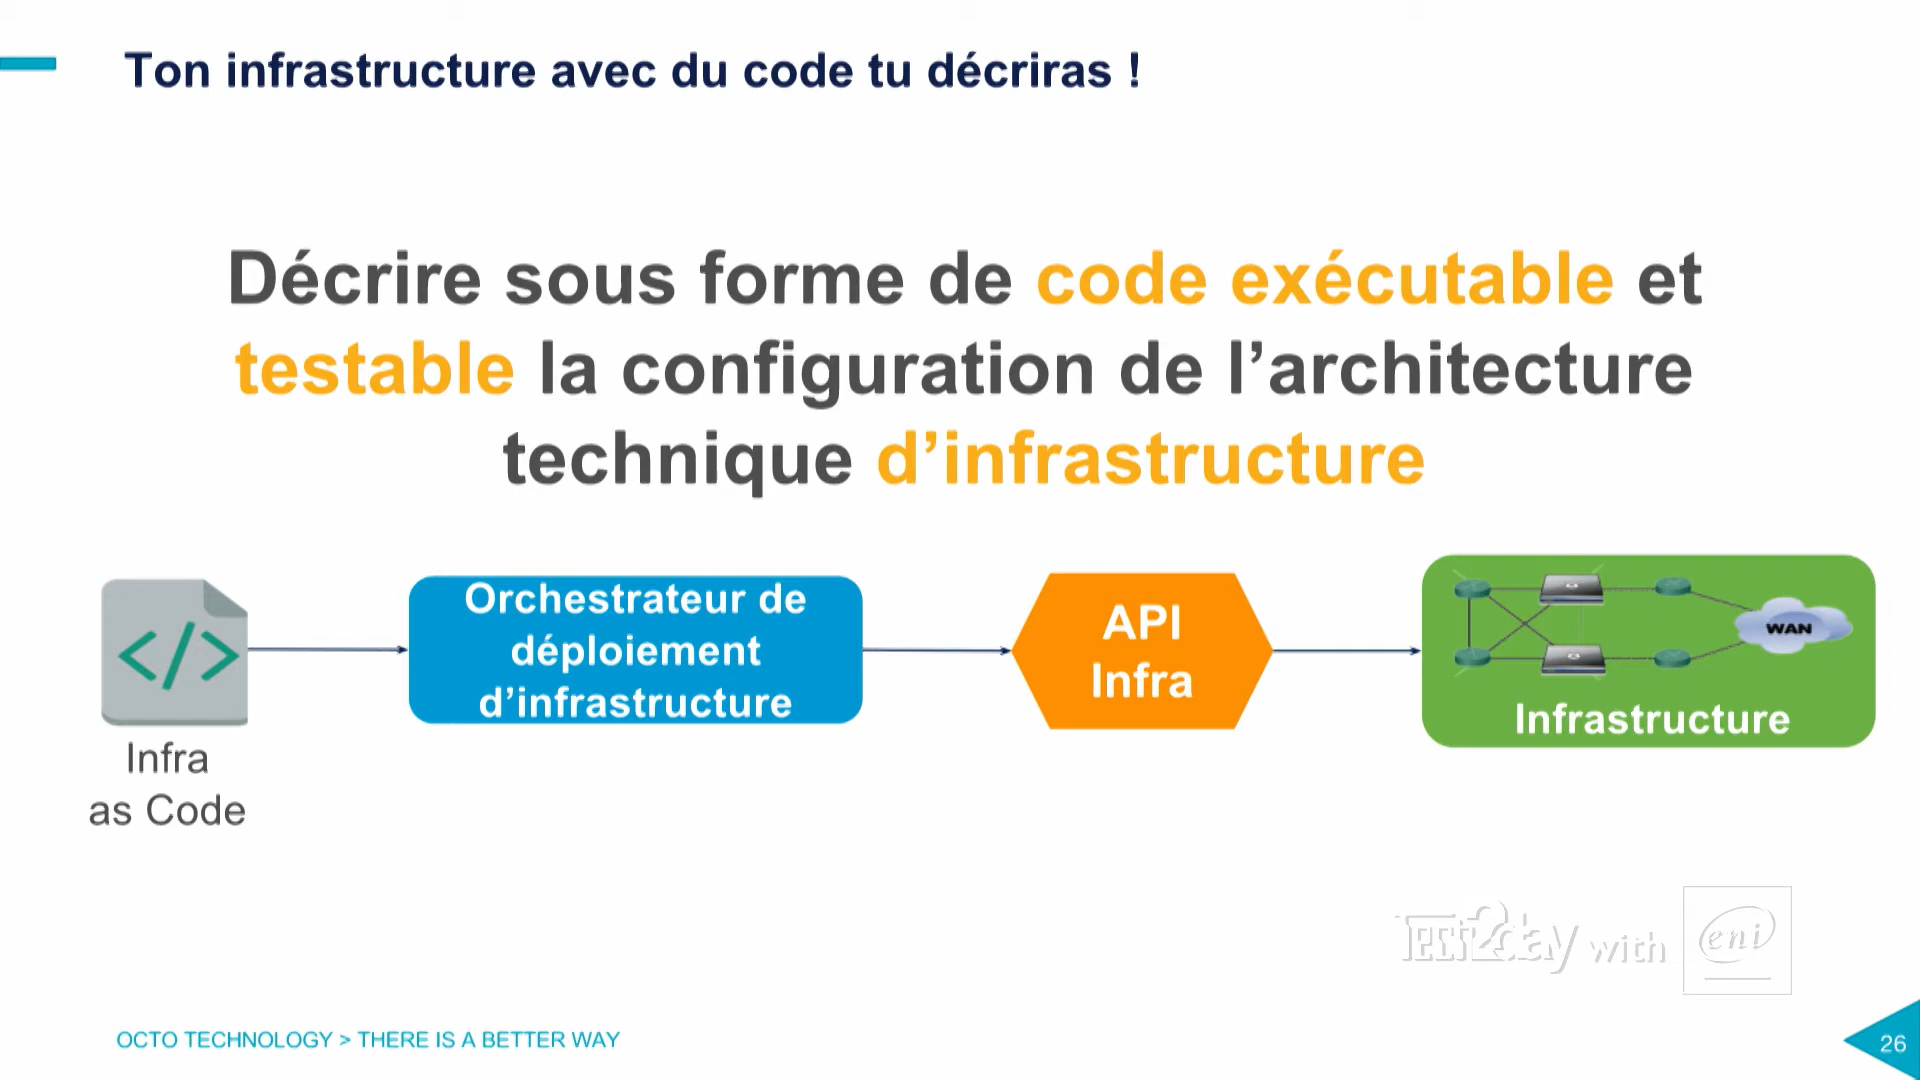 Ton infrastructure avec du code tu décriras !
Décrire sous forme de code exécutable et
testable la configuration de l’architecture
technique d’infrastructure
</>
Infra
as Code
Orchestrateur de
déploiement
d’infrastructure
API
Infra
WAN
Infrastructure
Tech2day with eni
OCTO TECHNOLOGY > THERE IS A BETTER WAY
26